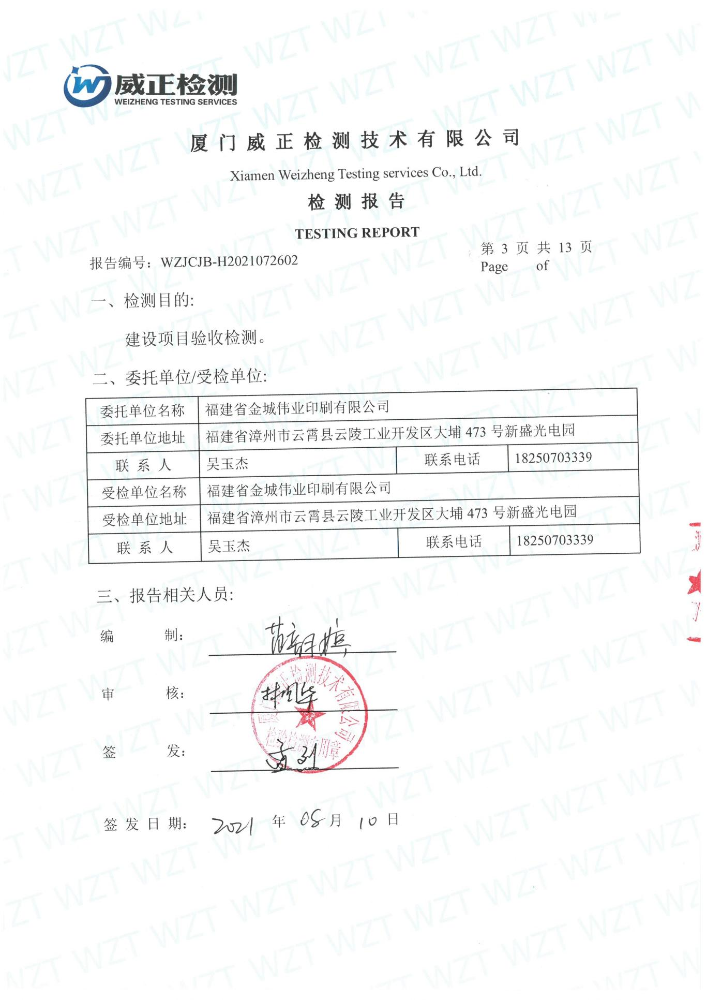 威正检测
WEIZHENG TESTING SERVICES
厦门威正检测技术有限公司
Xiamen Weizheng Testing services Co., Ltd.
检测报告
TESTING REPORT
第 3 页 共 13 页
报告编号：WZJCJB-H2021072602
Page of
一、检测目的:
建设项目验收检测。
二、委托单位/受检单位:
委托单位名称 福建省金城伟业印刷有限公司
委托单位地址 福建省漳州市云霄县云陵工业开发区大埔 473 号新盛光电园
联 系 人 吴玉杰 联系电话 18250703339
受检单位名称 福建省金城伟业印刷有限公司
受检单位地址 福建省漳州市云霄县云陵工业开发区大埔 473 号新盛光电园
联 系 人 吴玉杰 联系电话 18250703339
三、报告相关人员:
编 制：
厦门威正检测技术有限公司
审 核：
检验检测专用章
签 发：
签 发 日 期： 2021 年 08 月 10 日
WZT